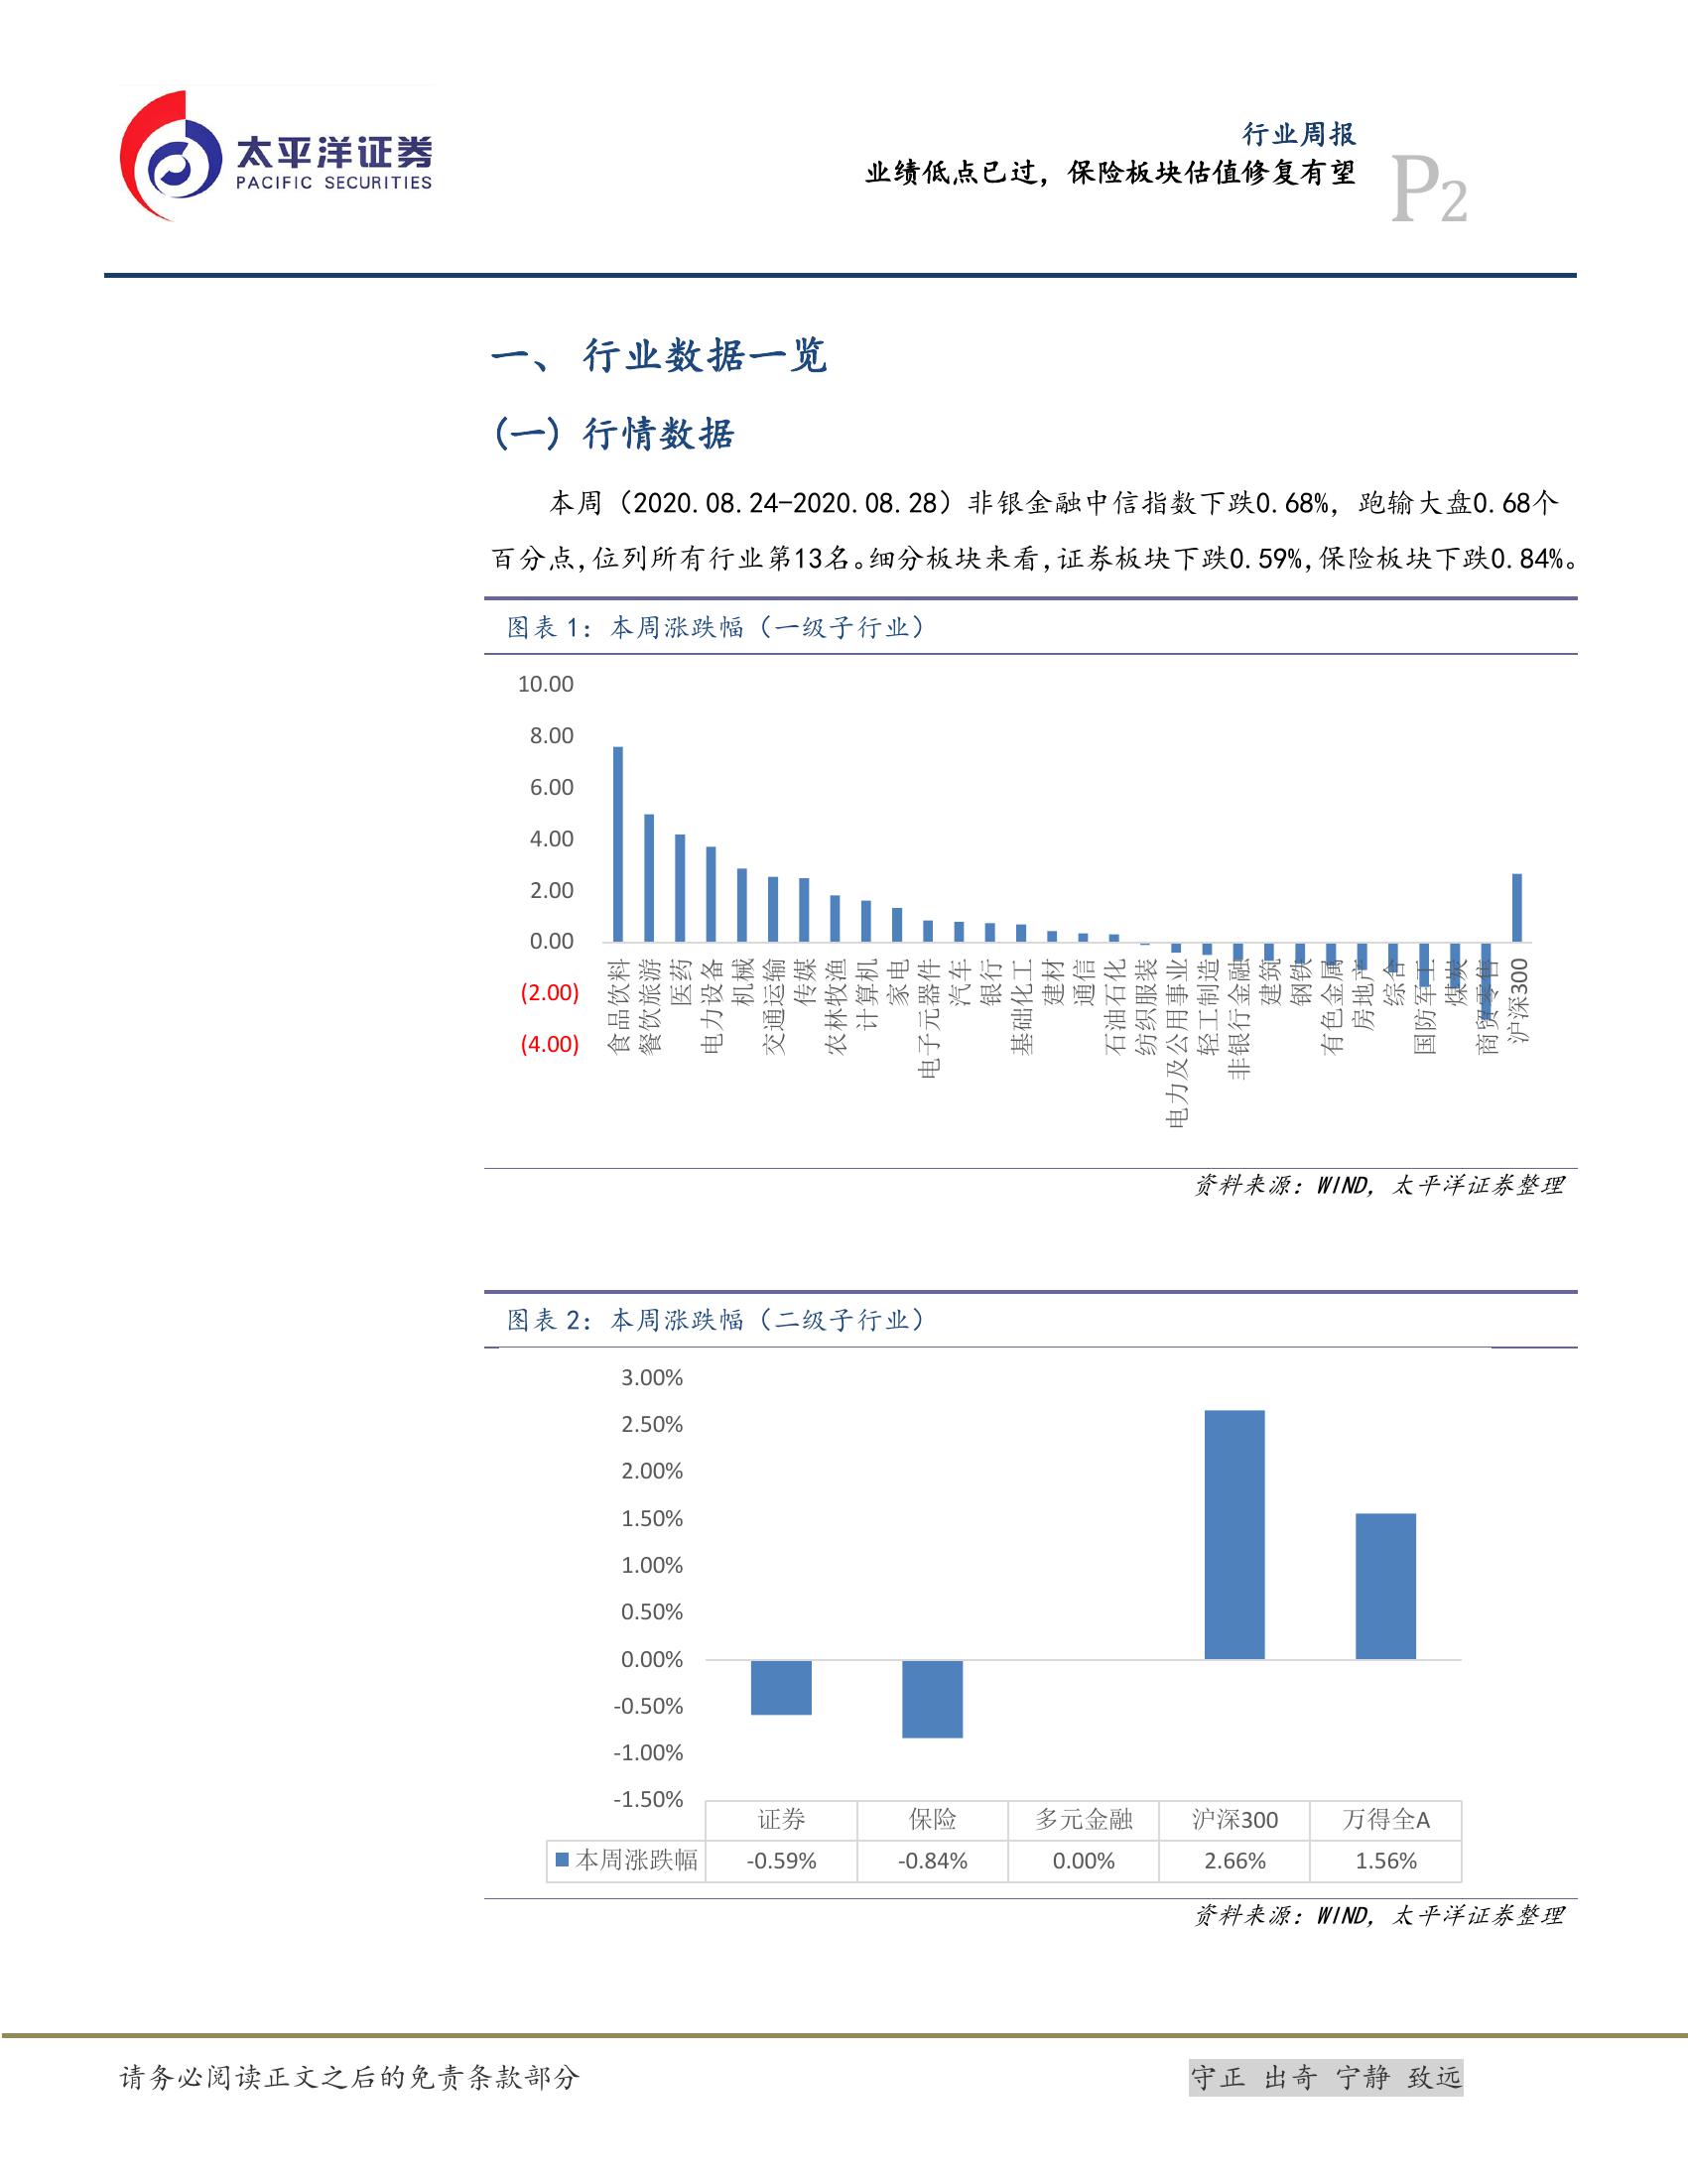 太平洋证券
PACIFIC SECURITIES
行业周报
业绩低点已过，保险板块估值修复有望
P2
一、 行业数据一览
(一) 行情数据
本周（2020.08.24-2020.08.28）非银金融中信指数下跌0.68%，跑输大盘0.68个
百分点,位列所有行业第13名。细分板块来看,证券板块下跌0.59%,保险板块下跌0.84%。
图表 1：本周涨跌幅（一级子行业）
10.00
8.00
6.00
4.00
2.00
0.00
(2.00)
(4.00)
食品饮料
餐饮旅游
医药
电力设备
机械
交通运输
传媒
农林牧渔
计算机
家电
电子元器件
汽车
银行
基础化工
建材
通信
石油石化
纺织服装
电力及公用事业
轻工制造
非银行金融
建筑
钢铁
有色金属
房地产
综合
国防军工
煤炭
商贸零售
沪深300
资料来源：WIND, 太平洋证券整理
图表 2：本周涨跌幅（二级子行业）
3.00%
2.50%
2.00%
1.50%
1.00%
0.50%
0.00%
-0.50%
-1.00%
-1.50%
证券 保险 多元金融 沪深300 万得全A
本周涨跌幅 -0.59% -0.84% 0.00% 2.66% 1.56%
资料来源：WIND, 太平洋证券整理
请务必阅读正文之后的免责条款部分
守正 出奇 宁静 致远